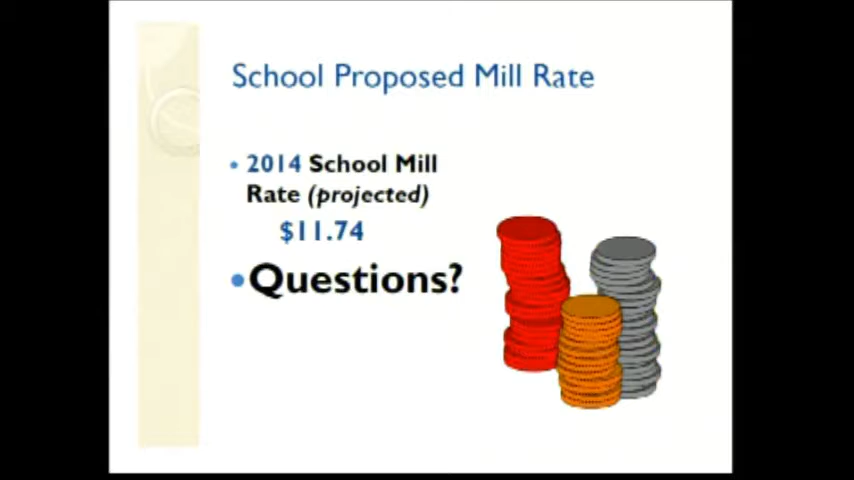 School Proposed Mill Rate
• 2014 School Mill
Rate (projected)
$11.74
•Questions?